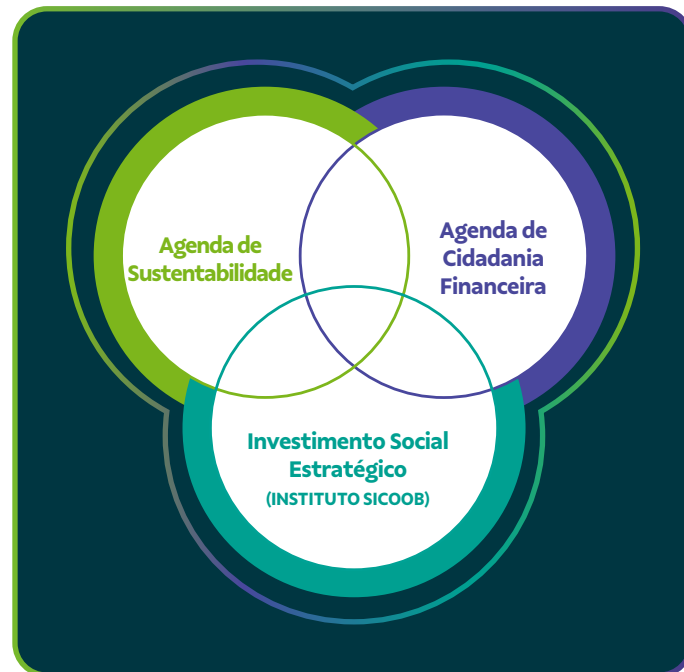 Agenda de
Sustentabilidade
Agenda de
Cidadania
Financeira
Investimento Social
Estratégico
(INSTITUTO SICOOB)